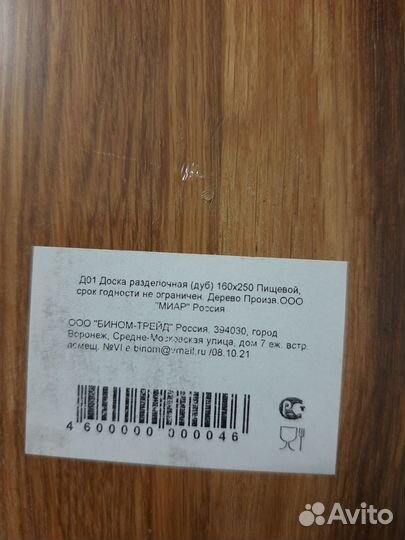 Д01 Доска разделочная (дуб) 160х250 Пищевой,
срок годности не ограничен. Дерево Произв.ООО
"МИАР" Россия
ООО "БИНОМ-ТРЕЙД" Россия, 394030, город
Воронеж, Средне-Московская улица, дом 7 еж. встр.
помещ. №VI e.binom@vmail.ru /08.10.21
4 600000 000046
Avito